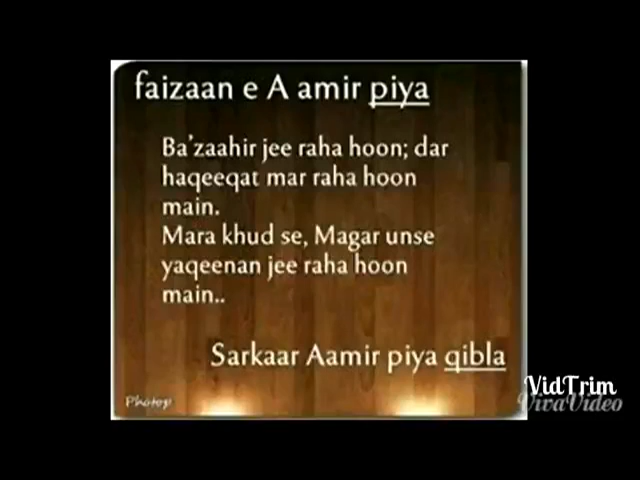 faizaan e A amir piya
Ba'zaahir jee raha hoon; dar
haqeeqat mar raha hoon
main.
Mara khud se, Magar unse
yaqeenan jee raha hoon
main..
Sarkaar Aamir piya qibla
VidTrim
VivaVideo